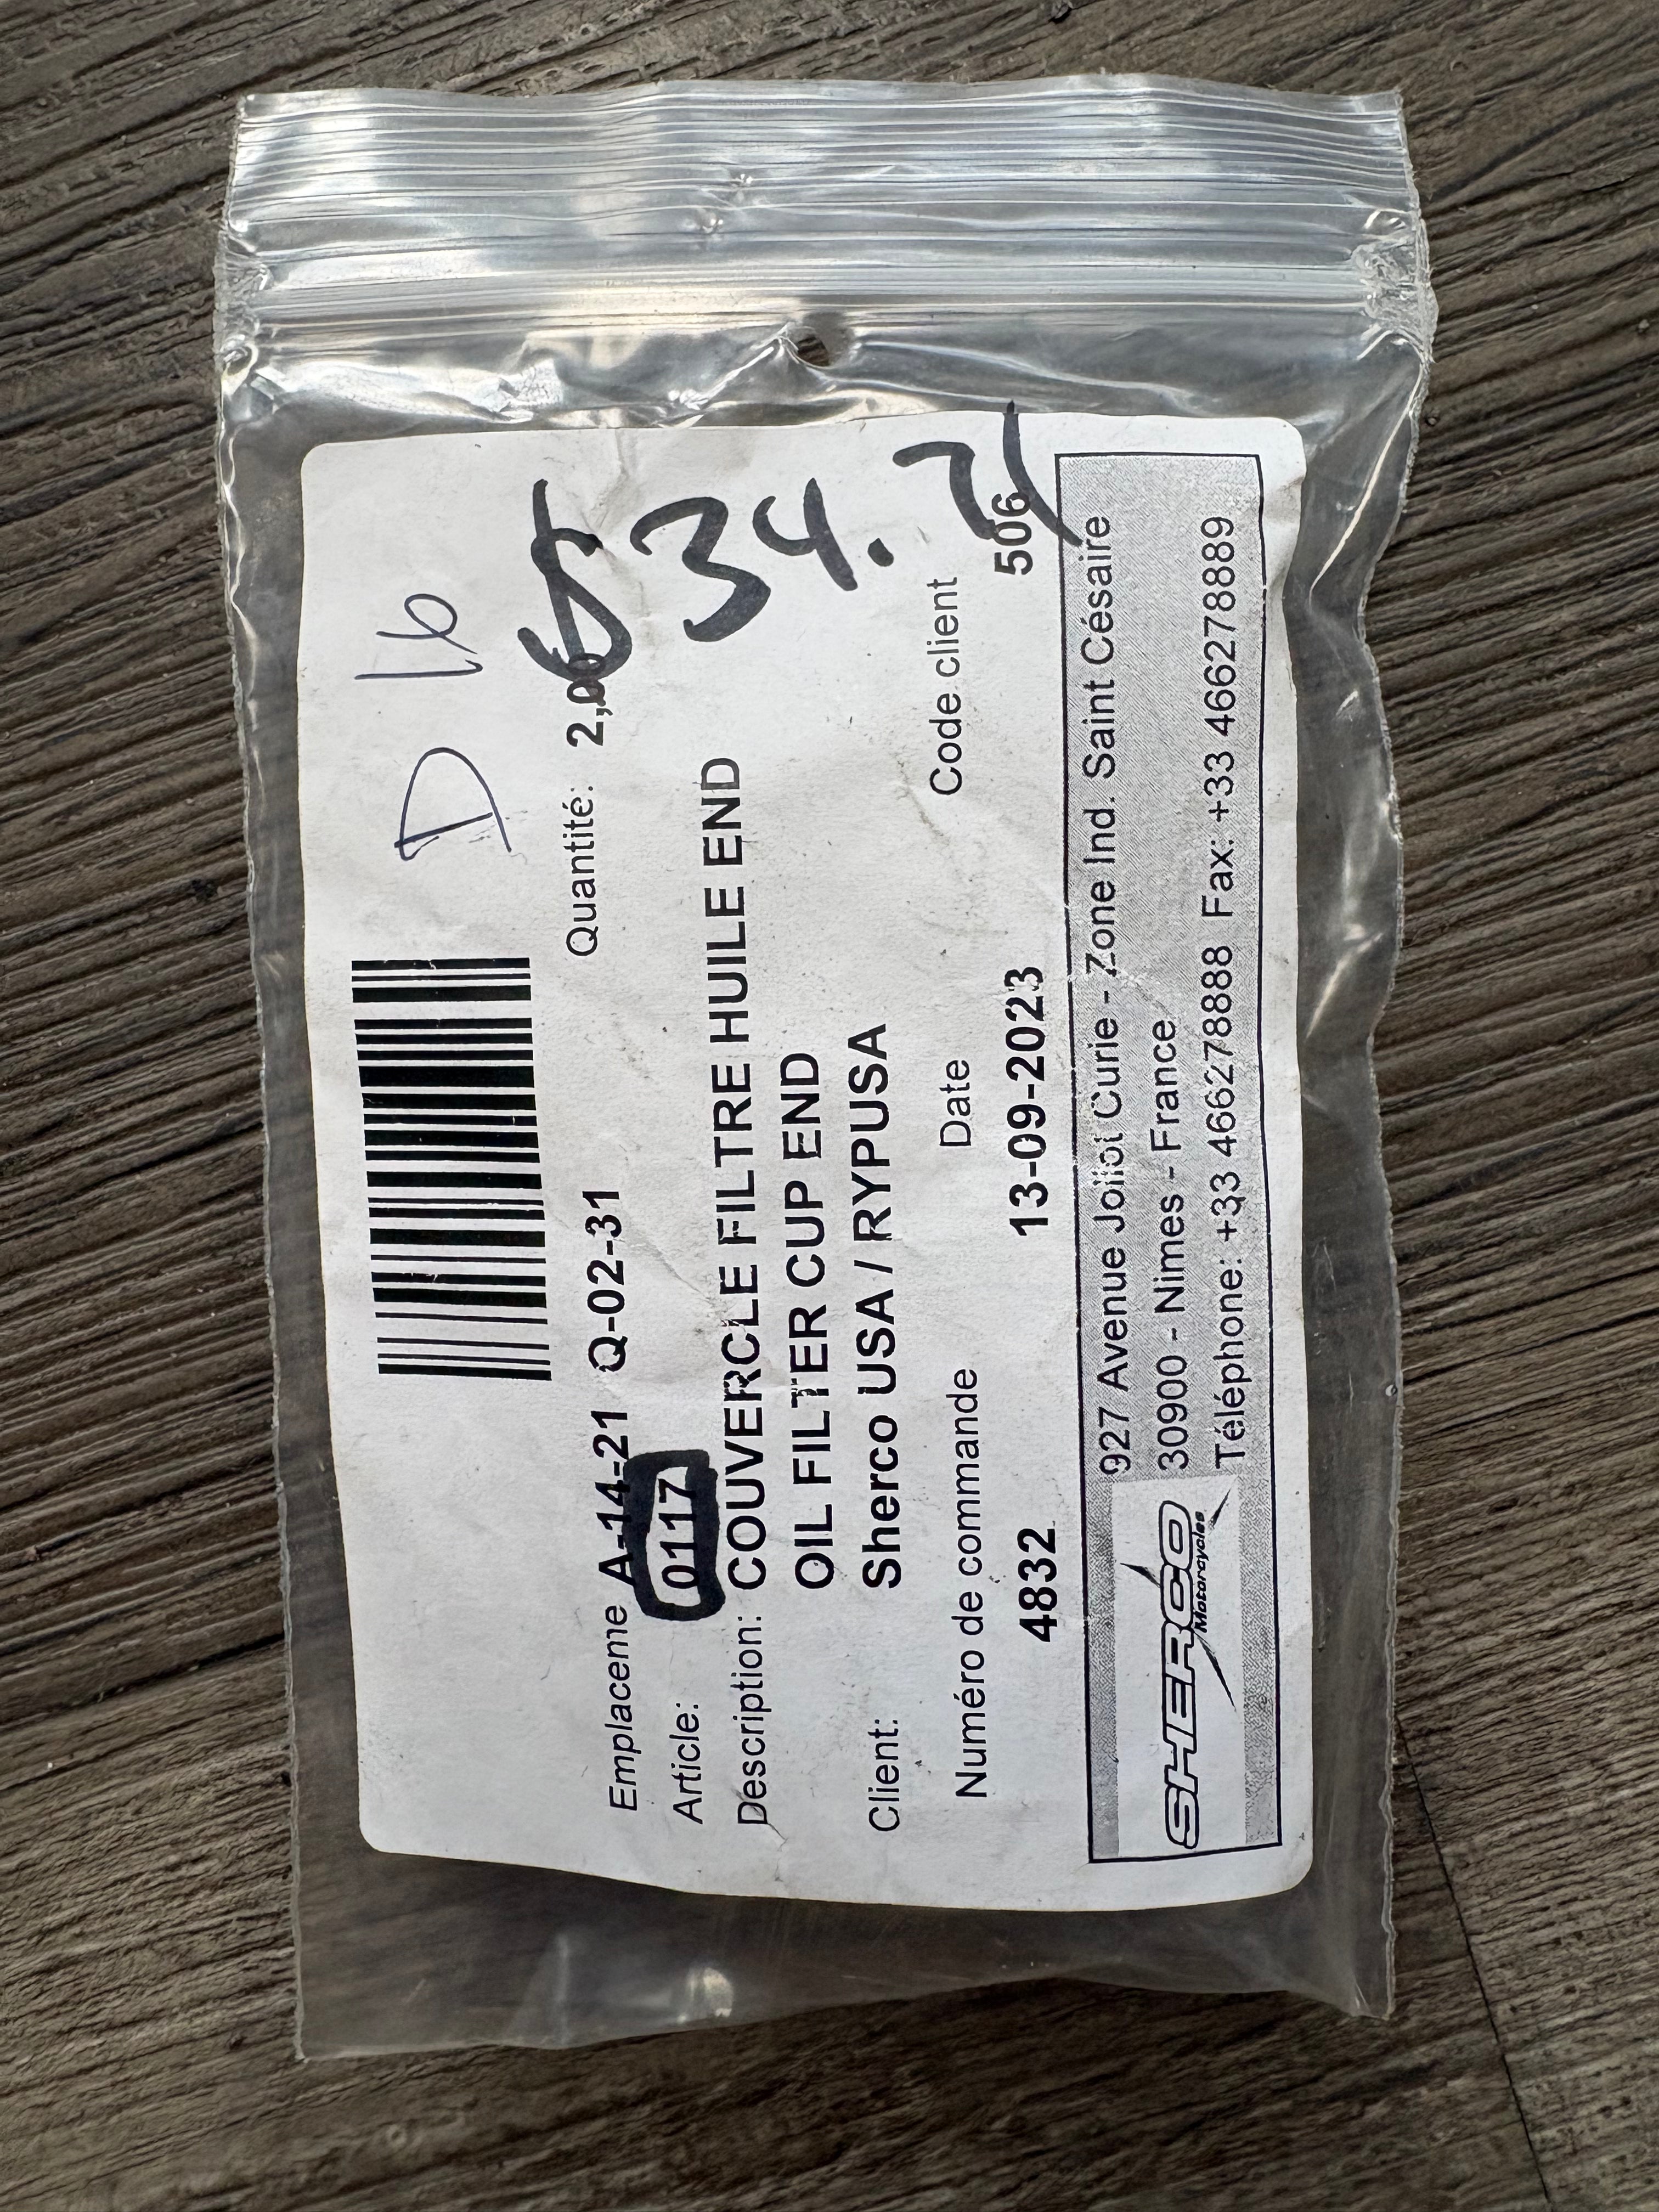 D 16
Quantité: 2,00
$34.
Emplaceme A-14-21 Q-02-31
Article: 0117
Description: COUVERCLE FILTRE HUILE END
OIL FILTER CUP END
Client: Sherco USA / RYPUSA
Numéro de commande Date Code client
4832 13-09-2023 506
SHERCO
Motorcycles
927 Avenue Joliot Curie - Zone Ind. Saint Césaire
30900 - Nimes - France
Téléphone: +33 466278888 Fax: +33 466278889